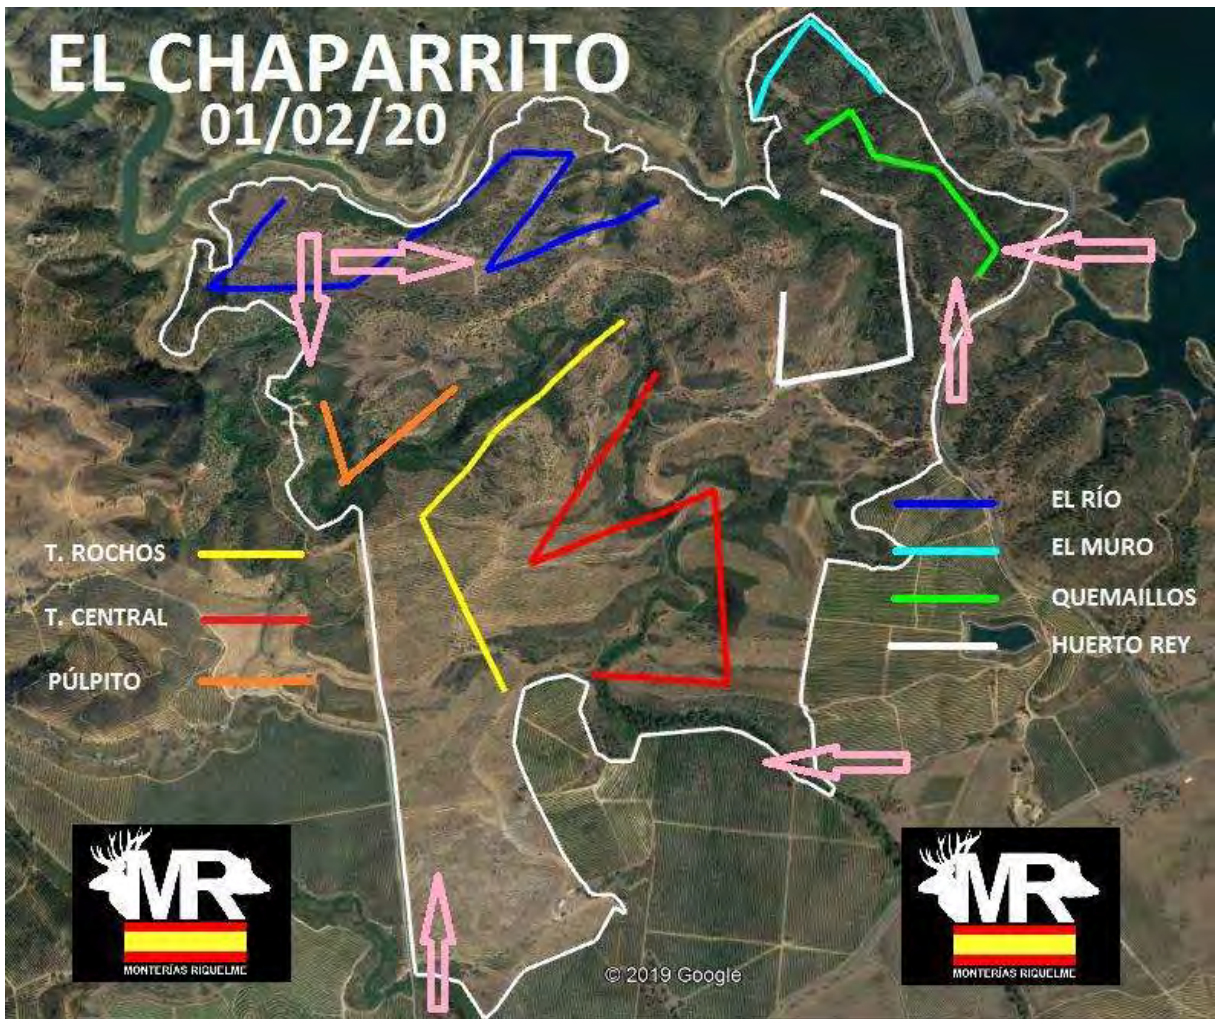 EL CHAPARRITO
01/02/20
EL RÍO
T. ROCHOS
EL MURO
QUEMAILLOS
T. CENTRAL
HUERTO REY
PÚLPITO
MR
MONTERÍAS RIQUELME
MR
MONTERÍAS RIQUELME
© 2019 Google